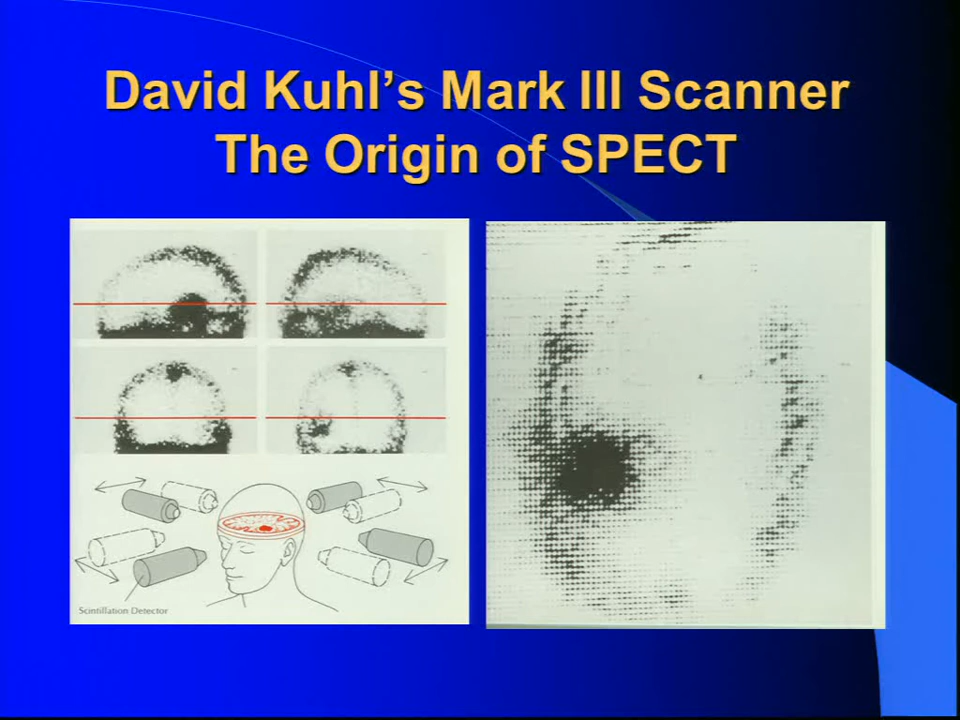 David Kuhl’s Mark III Scanner
The Origin of SPECT
Scintillation Detector